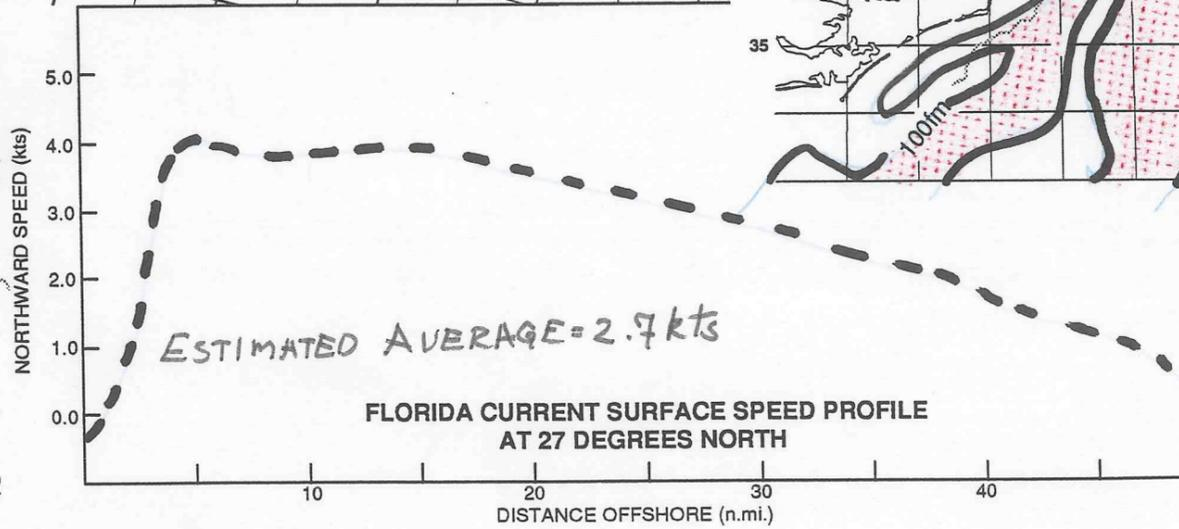 35
100fm
NORTHWARD SPEED (kts)
5.0
4.0
3.0
2.0
1.0
0.0
ESTIMATED AVERAGE = 2.7 kts
FLORIDA CURRENT SURFACE SPEED PROFILE
AT 27 DEGREES NORTH
10
20
30
40
DISTANCE OFFSHORE (n.mi.)